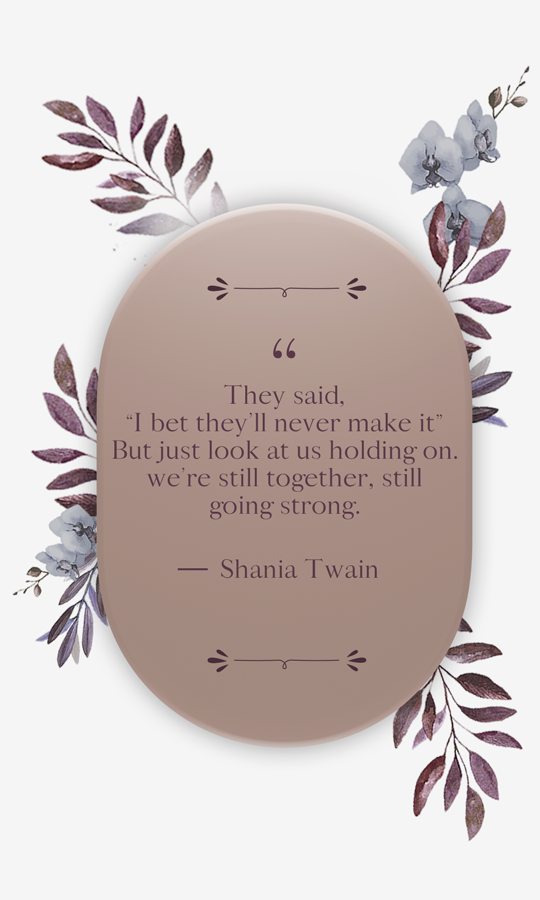 “
They said,
“I bet they’ll never make it”
But just look at us holding on.
we’re still together, still
going strong.
— Shania Twain